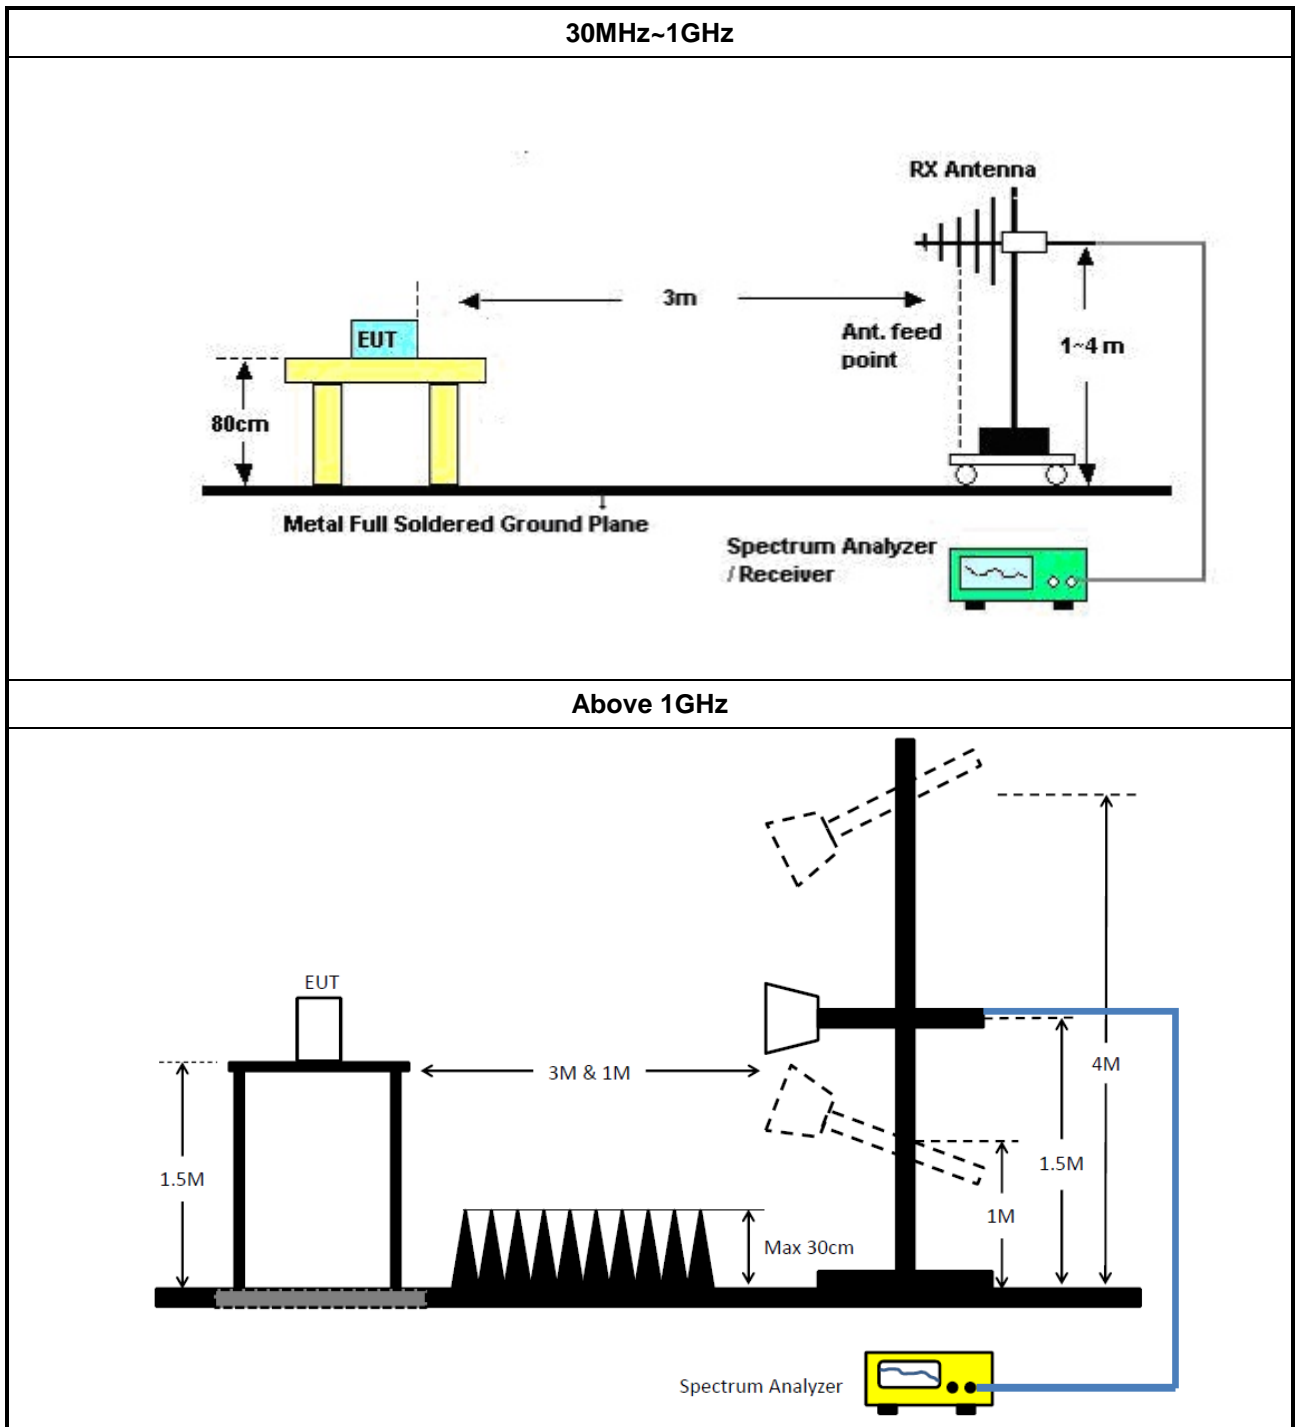 30MHz~1GHz
RX Antenna
3m
EUT
Ant. feed
point
1~4 m
80cm
Metal Full Soldered Ground Plane
Spectrum Analyzer
/ Receiver
Above 1GHz
EUT
3M & 1M
4M
1.5M
1.5M
1M
Max 30cm
Spectrum Analyzer